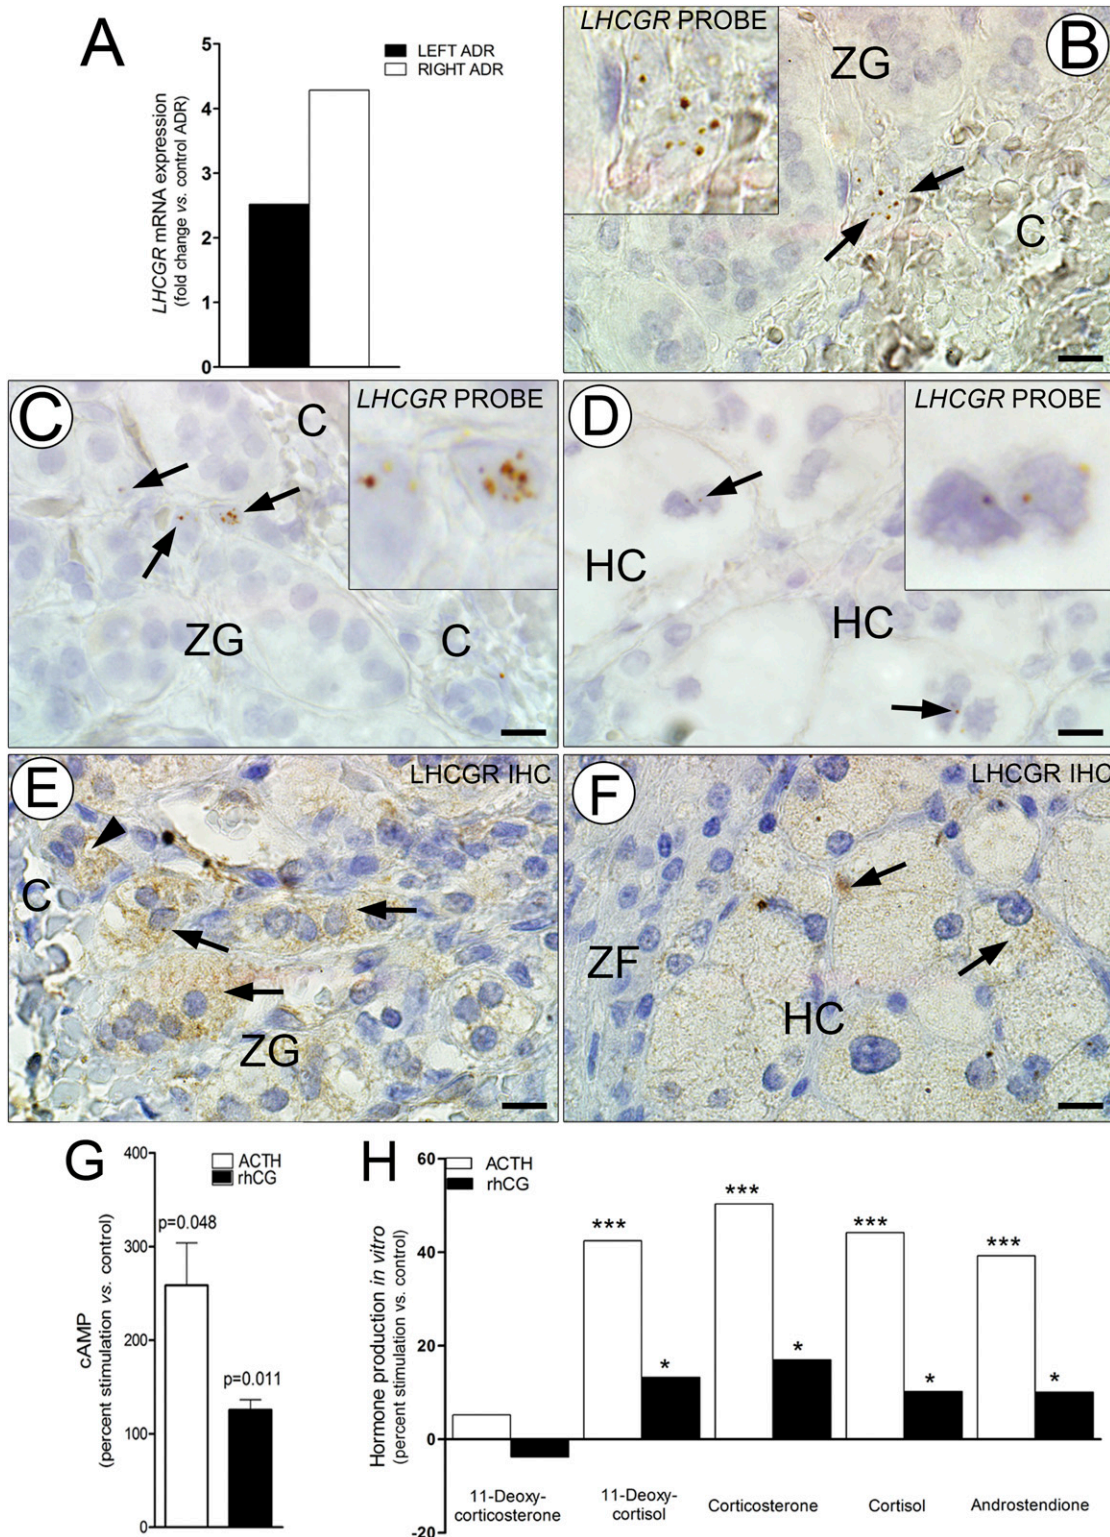 A
5
4
3
2
1
0
LHCGR mRNA expression
(fold change vs. control ADR)
LEFT ADR
RIGHT ADR
LHCGR PROBE
ZG
B
C
C
C
LHCGR PROBE
ZG
C
D
LHCGR PROBE
HC
HC
E
LHCGR IHC
C
ZG
F
LHCGR IHC
ZF
HC
G
400
300
200
100
0
cAMP
(percent stimulation vs. control)
ACTH
rhCG
p=0.048
p=0.011
H
60
40
20
0
-20
Hormone production in vitro
(percent stimulation vs. control)
ACTH
rhCG
***
*
***
*
***
*
***
*
11-Deoxy-
corticosterone
11-Deoxy-
cortisol
Corticosterone
Cortisol
Androstendione